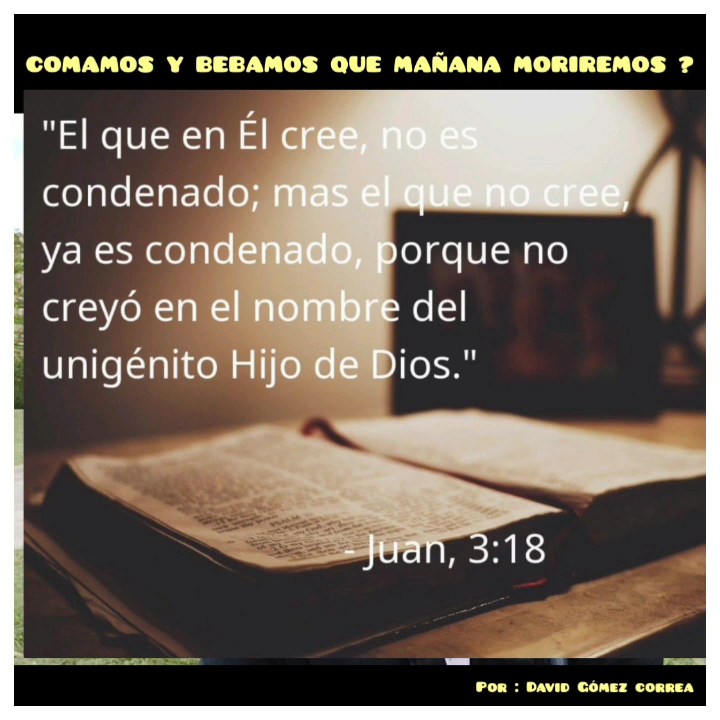 COMAMOS Y BEBAMOS QUE MAÑANA MORIREMOS ?
"El que en Él cree, no es
condenado; mas el que no cree,
ya es condenado, porque no
creyó en el nombre del
unigénito Hijo de Dios."
- Juan, 3:18
POR : DAVID GÓMEZ CORREA